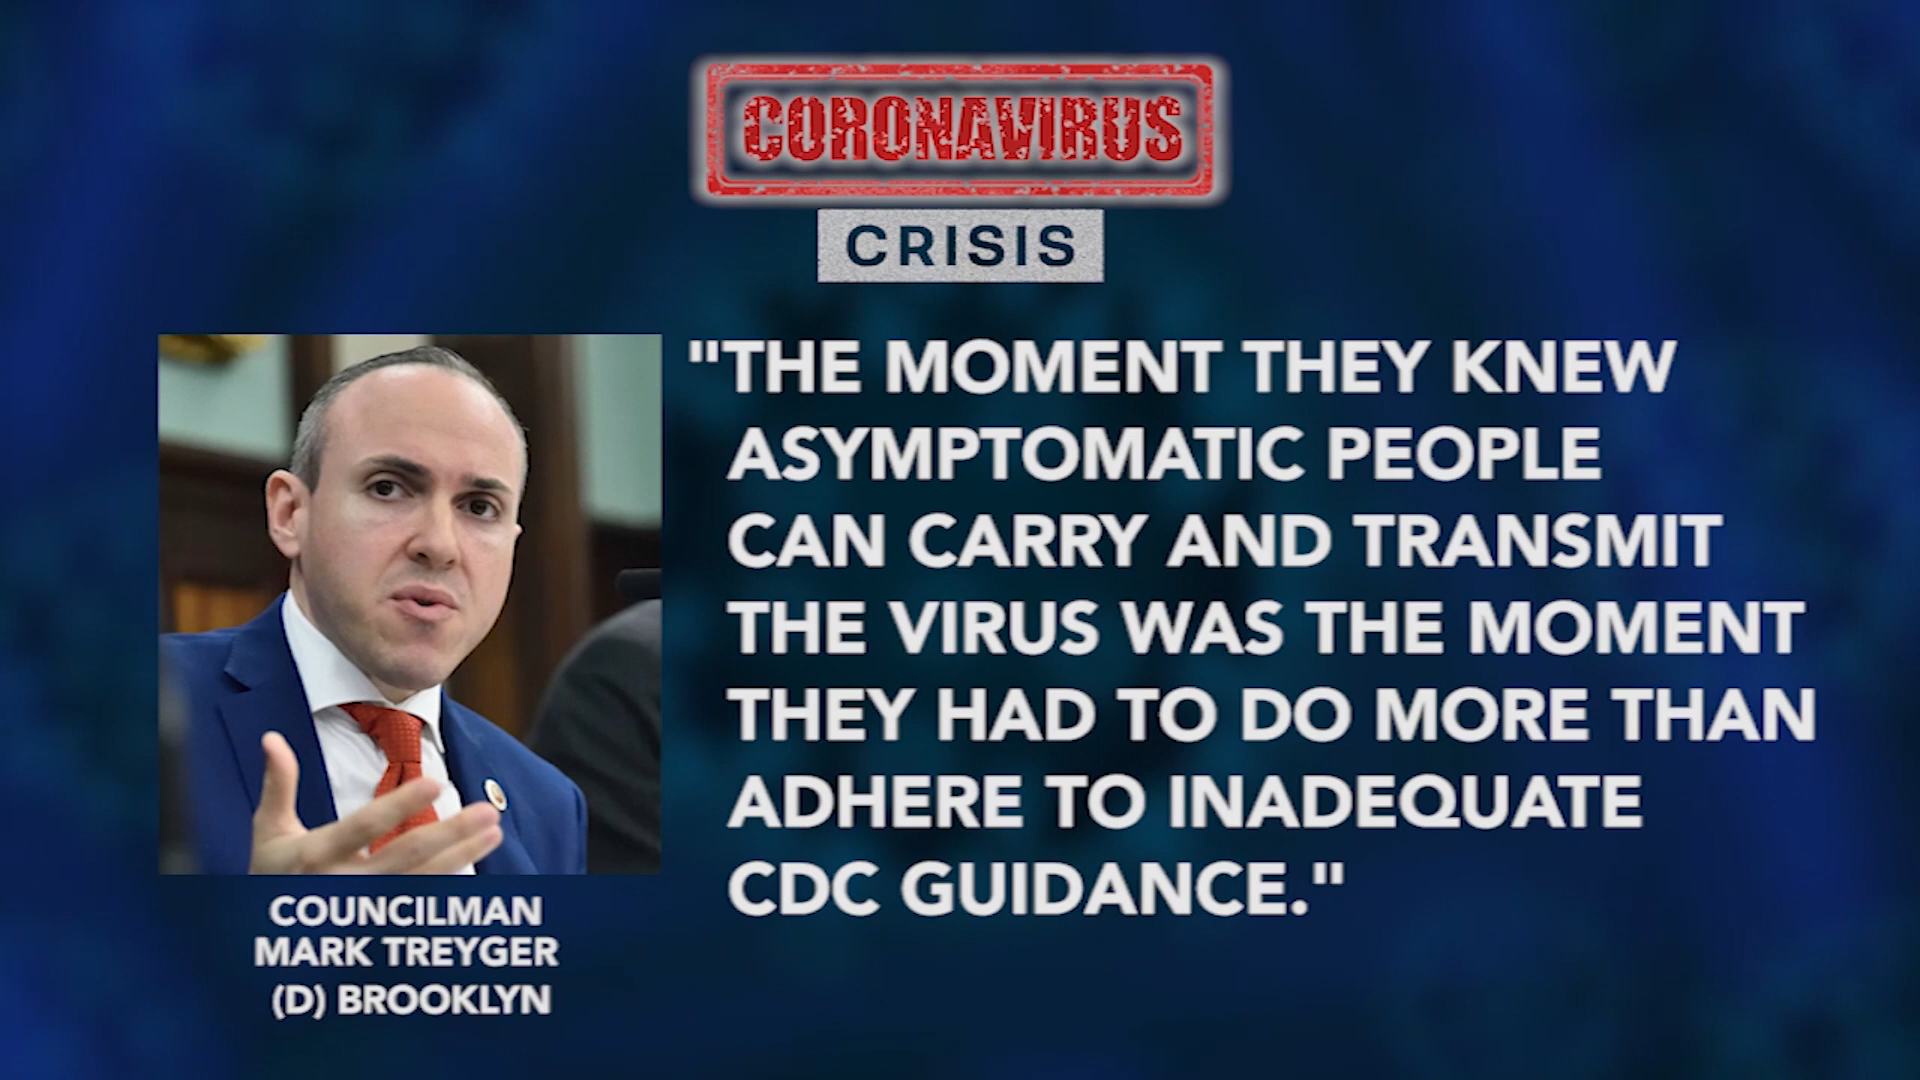 CORONAVIRUS
CRISIS
"THE MOMENT THEY KNEW
ASYMPTOMATIC PEOPLE
CAN CARRY AND TRANSMIT
THE VIRUS WAS THE MOMENT
THEY HAD TO DO MORE THAN
ADHERE TO INADEQUATE
CDC GUIDANCE."
COUNCILMAN
MARK TREYGER
(D) BROOKLYN